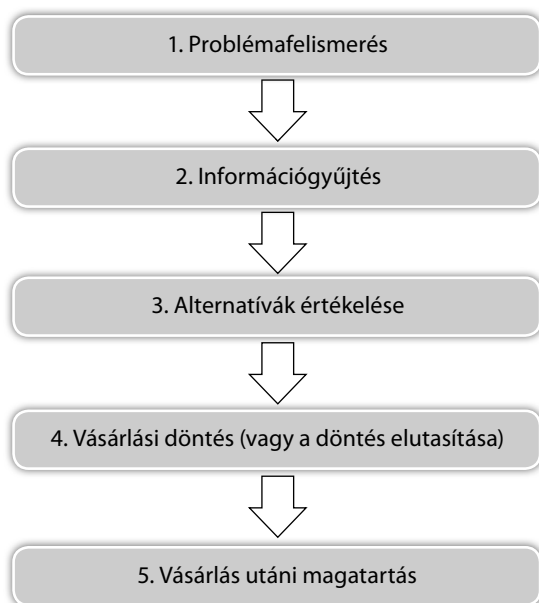 1. Problémafelismerés
2. Információgyűjtés
3. Alternatívák értékelése
4. Vásárlási döntés (vagy a döntés elutasítása)
5. Vásárlás utáni magatartás